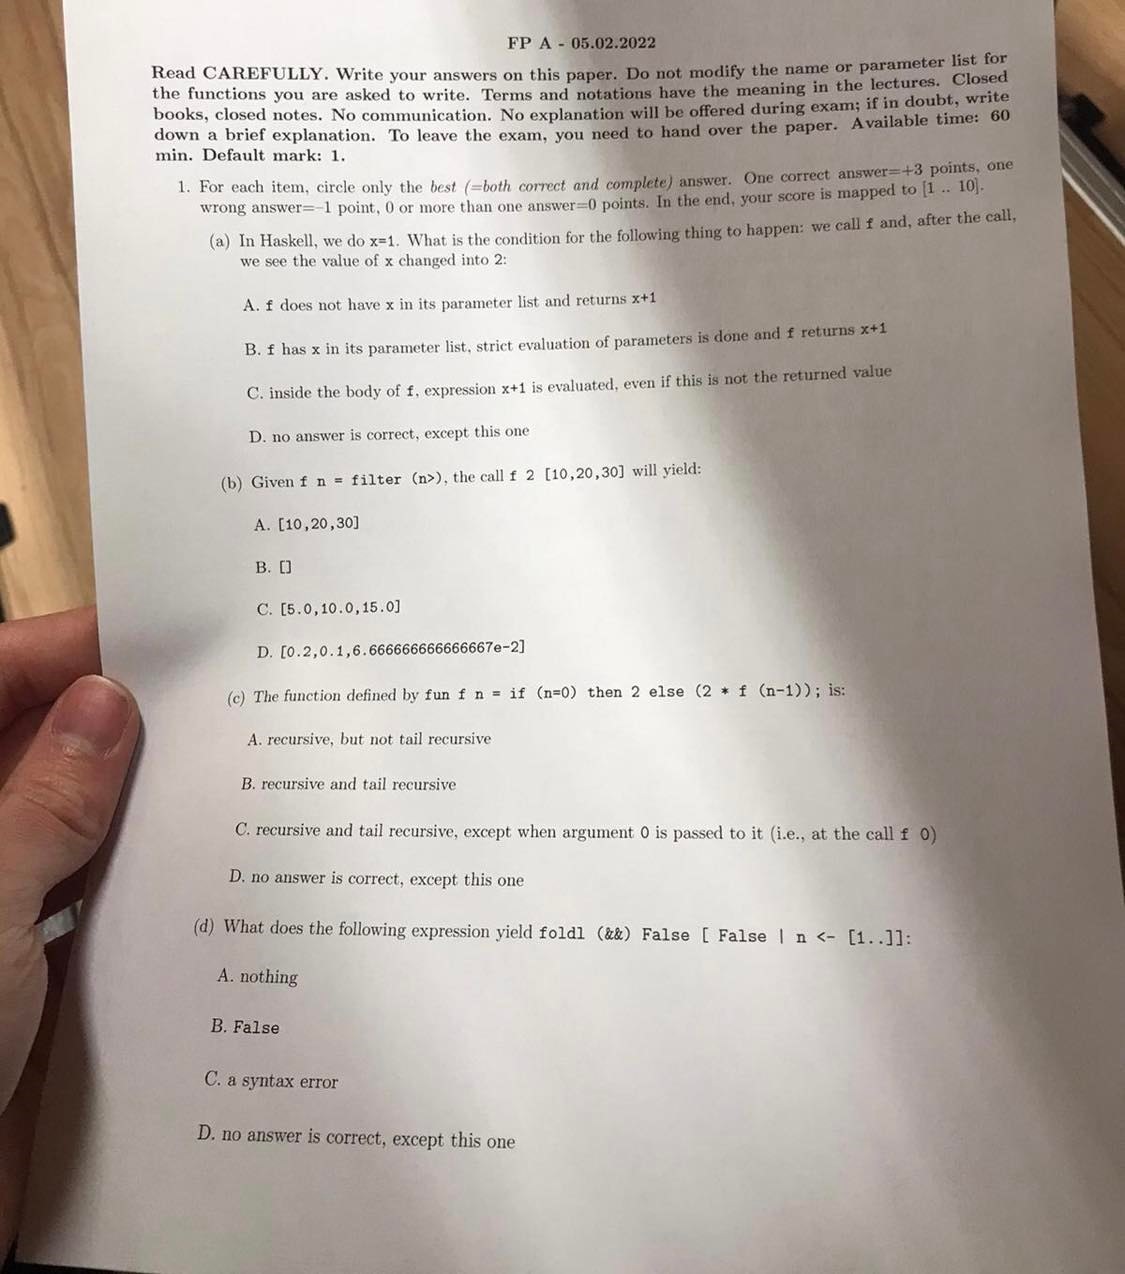 FP A - 05.02.2022
Read CAREFULLY. Write your answers on this paper. Do not modify the name or parameter list for
the functions you are asked to write. Terms and notations have the meaning in the lectures. Closed
books, closed notes. No communication. No explanation will be offered during exam; if in doubt, write
down a brief explanation. To leave the exam, you need to hand over the paper. Available time: 60
min. Default mark: 1.
1. For each item, circle only the best (=both correct and complete) answer. One correct answer=+3 points, one
wrong answer=-1 point, 0 or more than one answer=0 points. In the end, your score is mapped to [1 .. 10].
(a) In Haskell, we do x=1. What is the condition for the following thing to happen: we call f and, after the call,
we see the value of x changed into 2:
A. f does not have x in its parameter list and returns x+1
B. f has x in its parameter list, strict evaluation of parameters is done and f returns x+1
C. inside the body of f, expression x+1 is evaluated, even if this is not the returned value
D. no answer is correct, except this one
(b) Given f n = filter (n>), the call f 2 [10,20,30] will yield:
A. [10,20,30]
B. []
C. [5.0,10.0,15.0]
D. [0.2,0.1,6.666666666666667e-2]
(c) The function defined by fun f n = if (n=0) then 2 else (2 * f (n-1)); is:
A. recursive, but not tail recursive
B. recursive and tail recursive
C. recursive and tail recursive, except when argument 0 is passed to it (i.e., at the call f 0)
D. no answer is correct, except this one
(d) What does the following expression yield foldl (&&) False [ False | n <- [1..]]:
A. nothing
B. False
C. a syntax error
D. no answer is correct, except this one